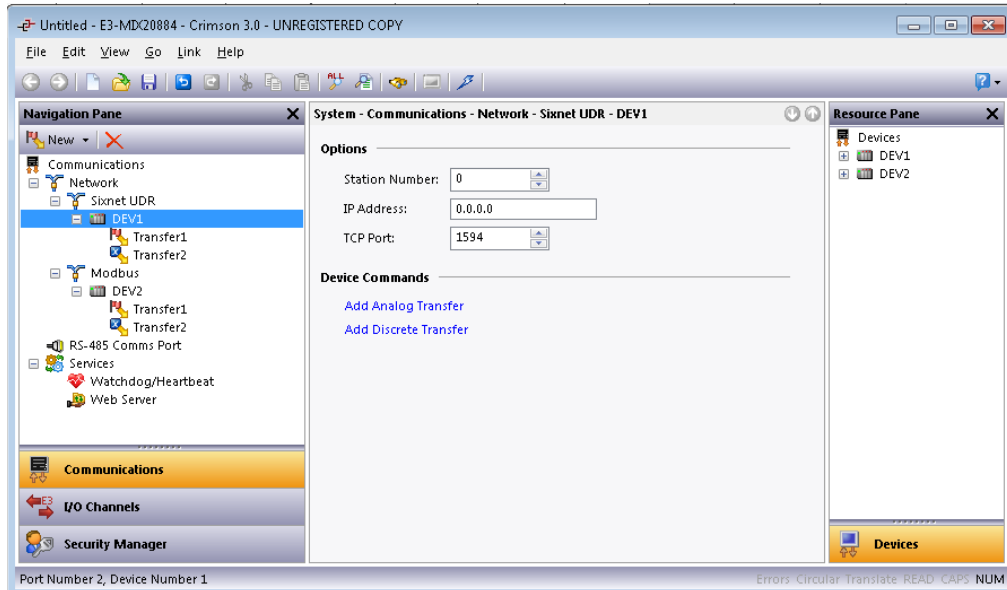 Untitled - E3-MIX20884 - Crimson 3.0 - UNREGISTERED COPY
File Edit View Go Link Help
ALL
Navigation Pane
New
Communications
Network
Sixnet UDR
DEV1
Transfer1
Transfer2
Modbus
DEV2
Transfer1
Transfer2
RS-485 Comms Port
Services
Watchdog/Heartbeat
Web Server
Communications
E3
I/O Channels
Security Manager
System - Communications - Network - Sixnet UDR - DEV1
Options
Station Number: 0
IP Address: 0.0.0.0
TCP Port: 1594
Device Commands
Add Analog Transfer
Add Discrete Transfer
Resource Pane
Devices
DEV1
DEV2
Devices
Port Number 2, Device Number 1
Errors Circular Translate READ CAPS NUM